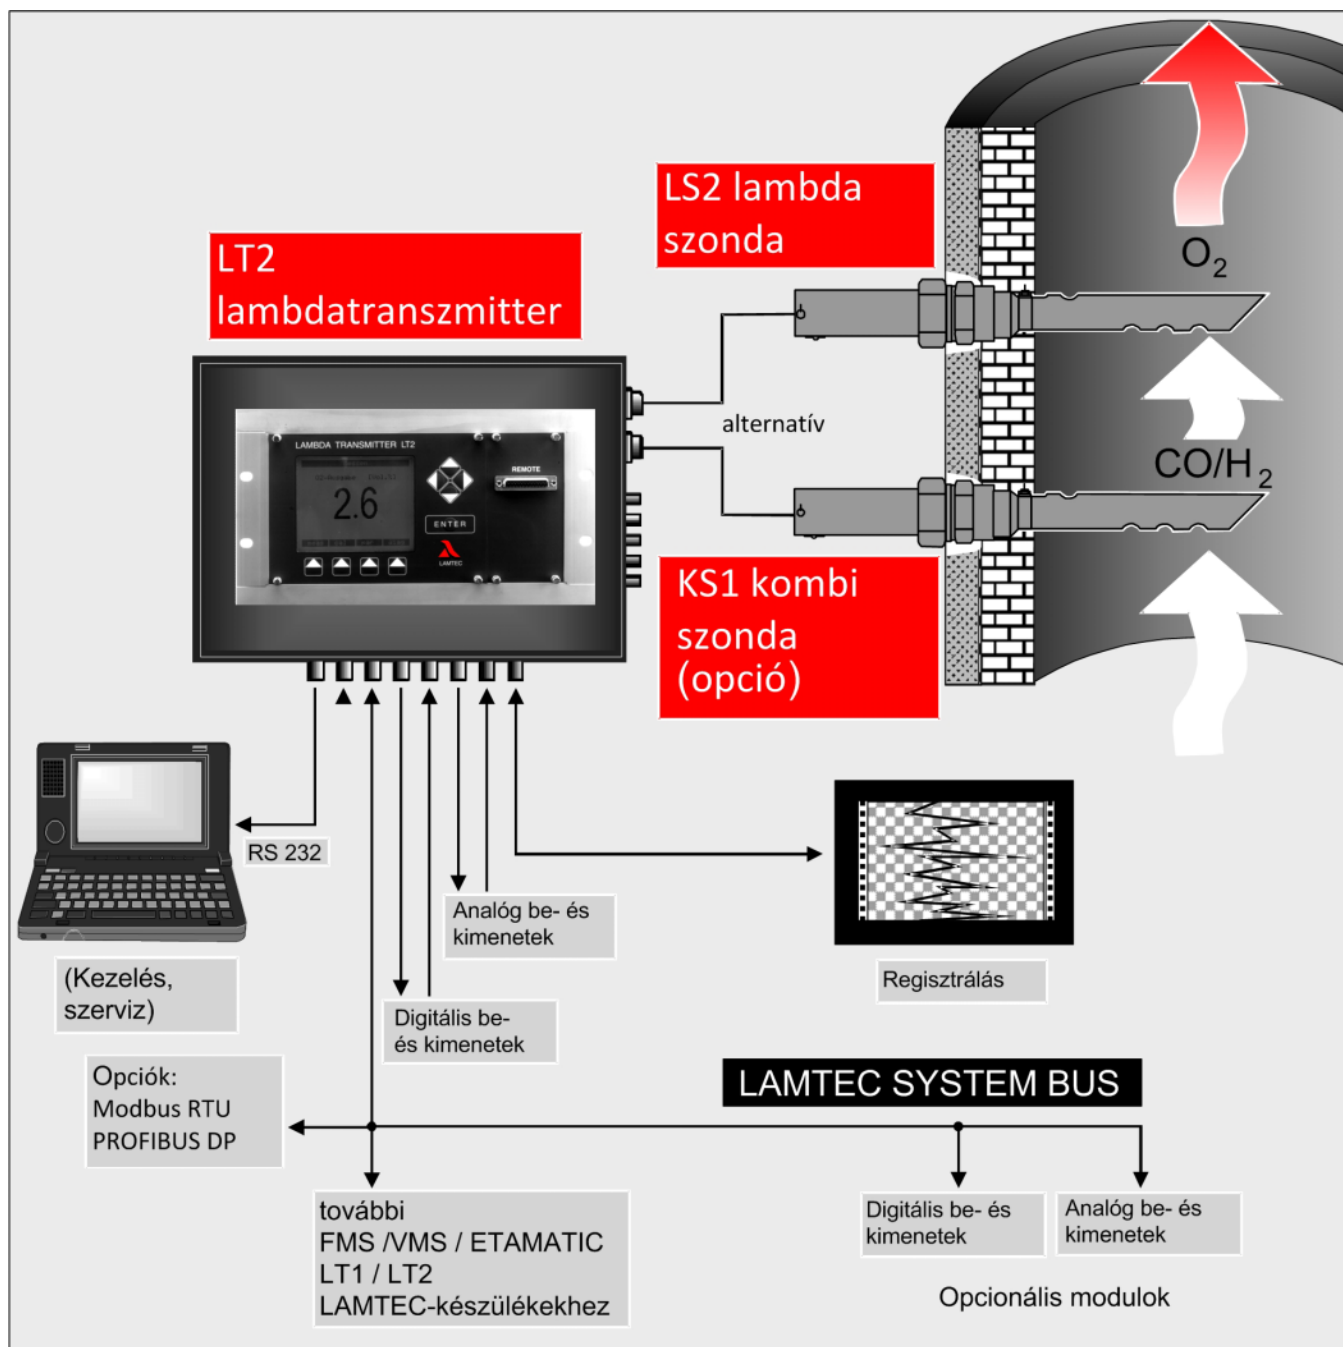 LS2 lambda
szonda
LT2
lambdatranszmitter
O2
alternatív
LAMBDA TRANSMITTER LT2
REMOTE
2.6
ENTER
LAMTEC
CO/H2
KS1 kombi
szonda
(opció)
RS 232
Analóg be- és
kimenetek
(Kezelés,
szerviz)
Regisztrálás
Digitális be-
és kimenetek
Opciók:
Modbus RTU
PROFIBUS DP
LAMTEC SYSTEM BUS
további
FMS /VMS / ETAMATIC
LT1 / LT2
LAMTEC-készülékekhez
Digitális be- és
kimenetek
Analóg be- és
kimenetek
Opcionális modulok